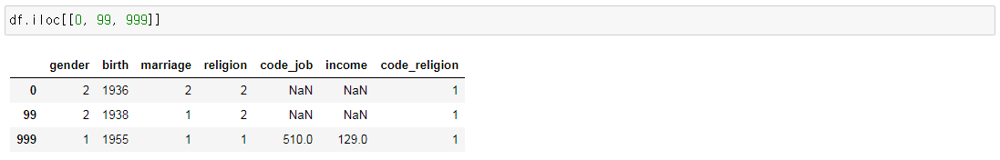 df.iloc[[0, 99, 999]]
gender birth marriage religion code_job income code_religion
0 2 1936 2 2 NaN NaN 1
99 2 1938 1 2 NaN NaN 1
999 1 1955 1 1 510.0 129.0 1